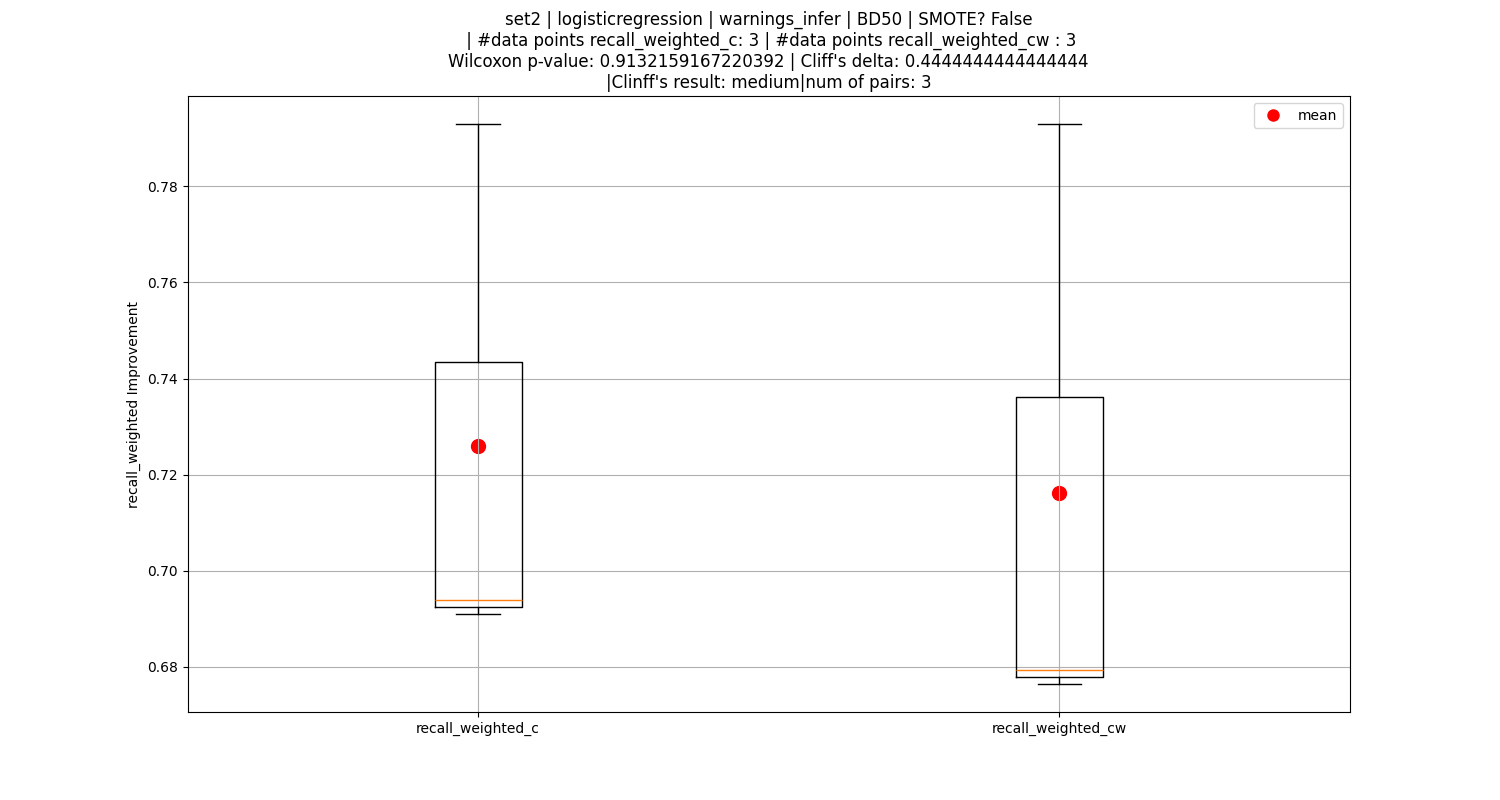 set2 | logisticregression | warnings_infer | BD50 | SMOTE? False
| #data points recall_weighted_c: 3 | #data points recall_weighted_cw : 3
Wilcoxon p-value: 0.9132159167220392 | Cliff's delta: 0.4444444444444444
|Clinff's result: medium|num of pairs: 3
mean
recall_weighted Improvement
0.78
0.76
0.74
0.72
0.70
0.68
recall_weighted_c
recall_weighted_cw